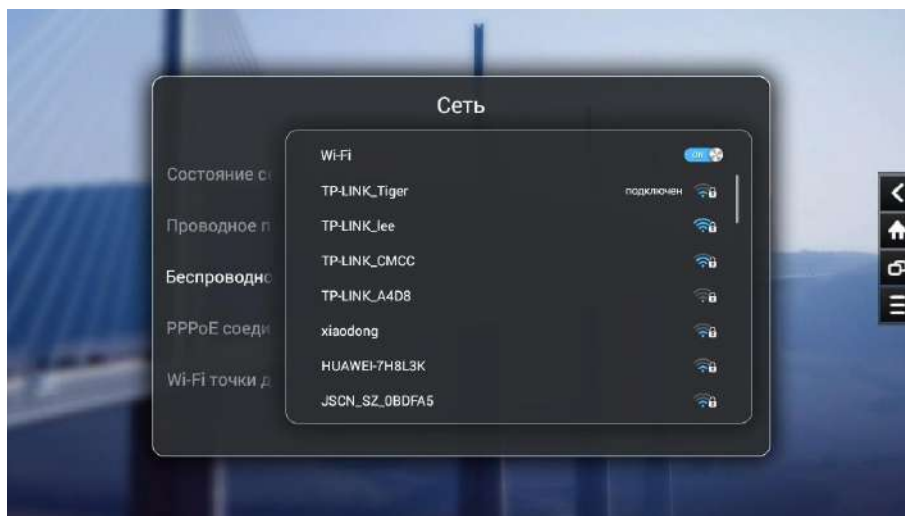 Сеть
Wi-Fi
ON
Состояние с
TP-LINK_Tiger подключен
Проводное п
TP-LINK_lee
TP-LINK_CMCC
Беспроводно
TP-LINK_A4D8
PPPoE соеди
xiaodong
HUAWEI-7H8L3K
Wi-Fi точки д
JSCN_SZ_0BDFA5